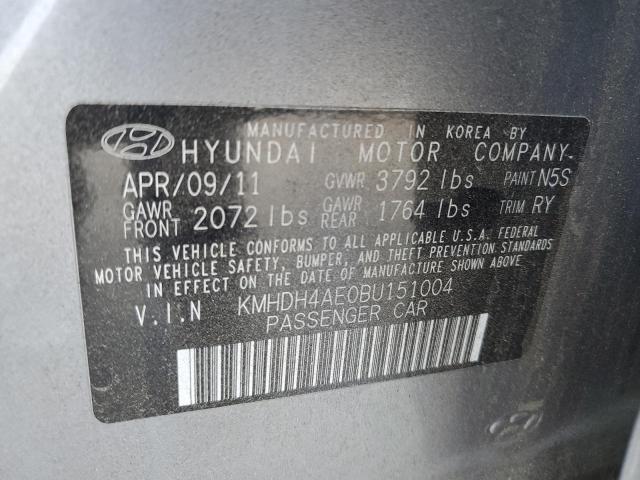 MANUFACTURED IN KOREA BY
HYUNDAI MOTOR COMPANY
APR/09/11 GVWR 3792 lbs PAINT N5S
GAWR FRONT 2072 lbs GAWR REAR 1764 lbs TRIM RY
THIS VEHICLE CONFORMS TO ALL APPLICABLE U.S.A. FEDERAL
MOTOR VEHICLE SAFETY, BUMPER, AND THEFT PREVENTION STANDARDS
IN EFFECT ON THE DATE OF MANUFACTURE SHOWN ABOVE.
V.I.N KMHDH4AE0BU151004
PASSENGER CAR